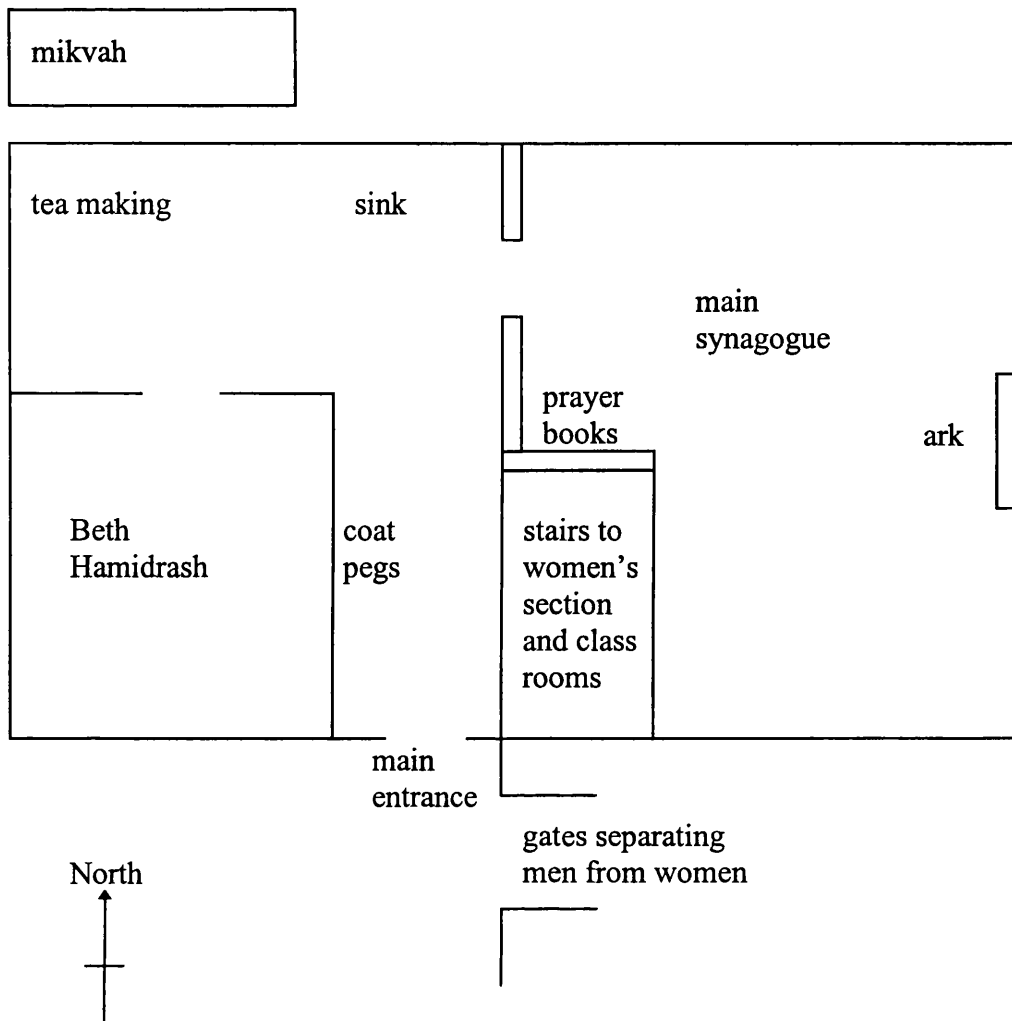 mikvah
tea making
sink
main
synagogue
prayer
books
ark
Beth
Hamidrash
coat
pegs
stairs to
women's
section
and class
rooms
main
entrance
gates separating
men from women
North